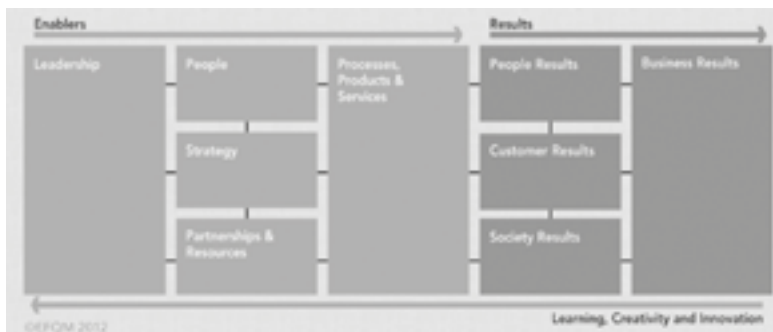 Enablers
Results
Leadership
People
Processes,
Products &
Services
People Results
Business Results
Strategy
Customer Results
Partnerships &
Resources
Society Results
Learning, Creativity and Innovation
©EFQM 2012